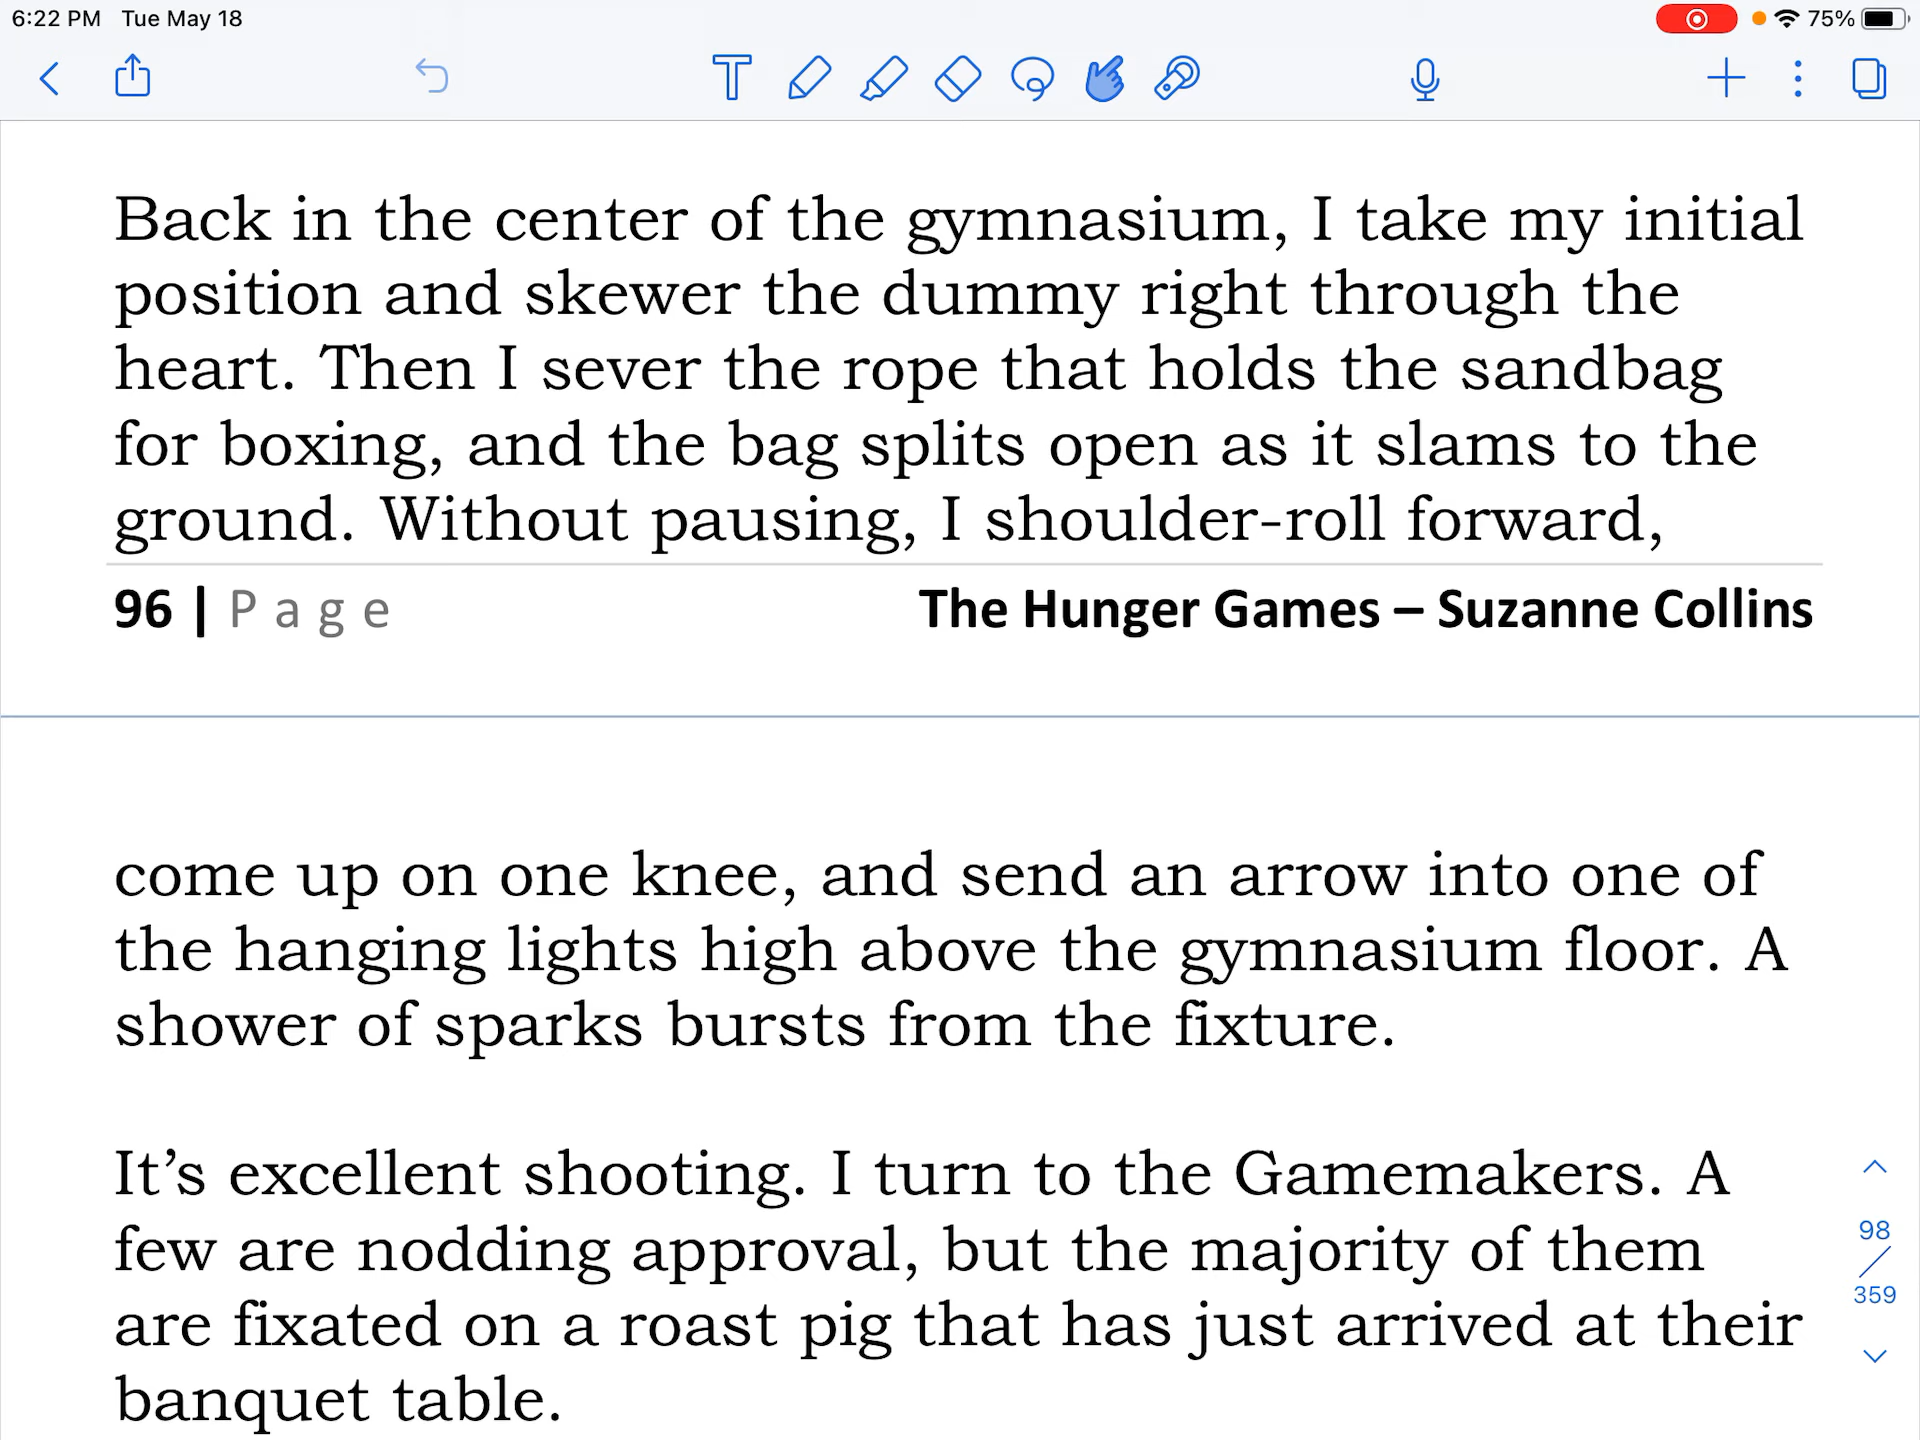 6:22 PM Tue May 18 75%
Back in the center of the gymnasium, I take my initial
position and skewer the dummy right through the
heart. Then I sever the rope that holds the sandbag
for boxing, and the bag splits open as it slams to the
ground. Without pausing, I shoulder-roll forward,
96 | Page The Hunger Games – Suzanne Collins
come up on one knee, and send an arrow into one of
the hanging lights high above the gymnasium floor. A
shower of sparks bursts from the fixture.
It’s excellent shooting. I turn to the Gamemakers. A
few are nodding approval, but the majority of them
are fixated on a roast pig that has just arrived at their
banquet table.
98
/
359